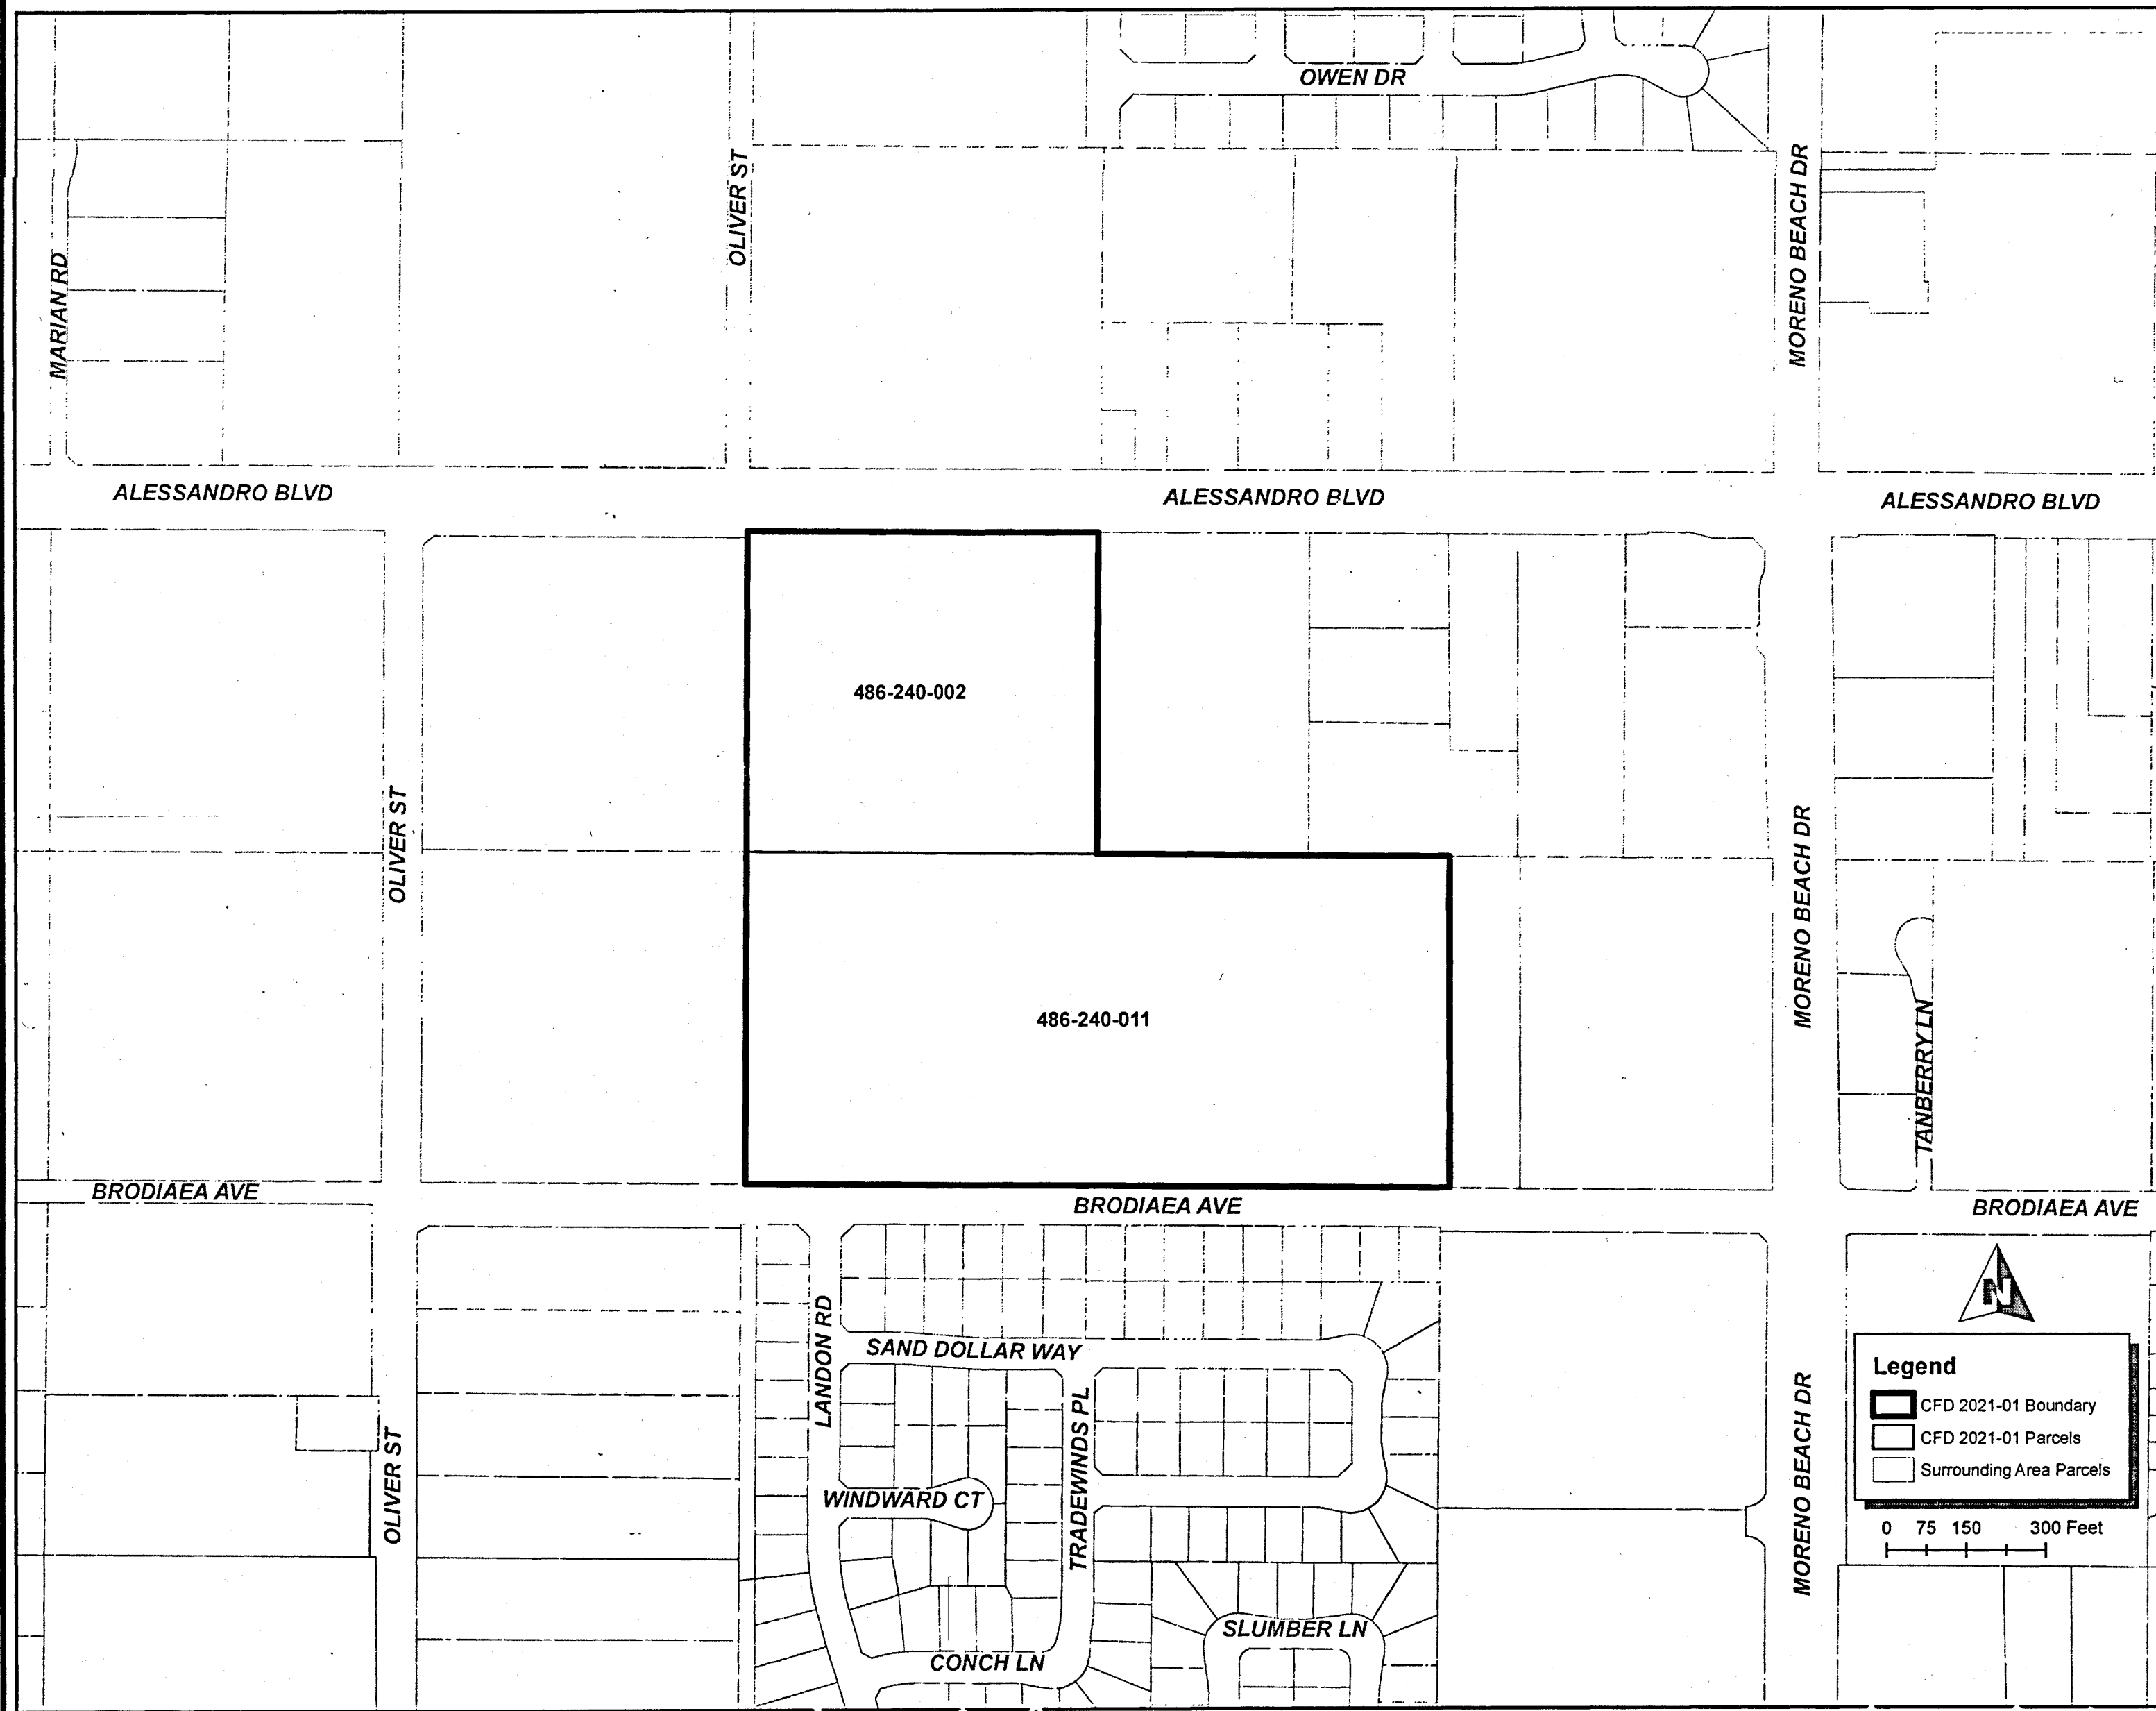 OWEN DR
OLIVER ST
MORENO BEACH DR
MARIAN RD
ALESSANDRO BLVD
ALESSANDRO BLVD
ALESSANDRO BLVD
486-240-002
OLIVER ST
MORENO BEACH DR
486-240-011
TANBERRY LN
BRODIAEA AVE
BRODIAEA AVE
BRODIAEA AVE
N
LANDON RD
SAND DOLLAR WAY
TRADEWINDS PL
OLIVER ST
WINDWARD CT
MORENO BEACH DR
SLUMBER LN
CONCH LN
Legend
CFD 2021-01 Boundary
CFD 2021-01 Parcels
Surrounding Area Parcels
0 75 150 300 Feet